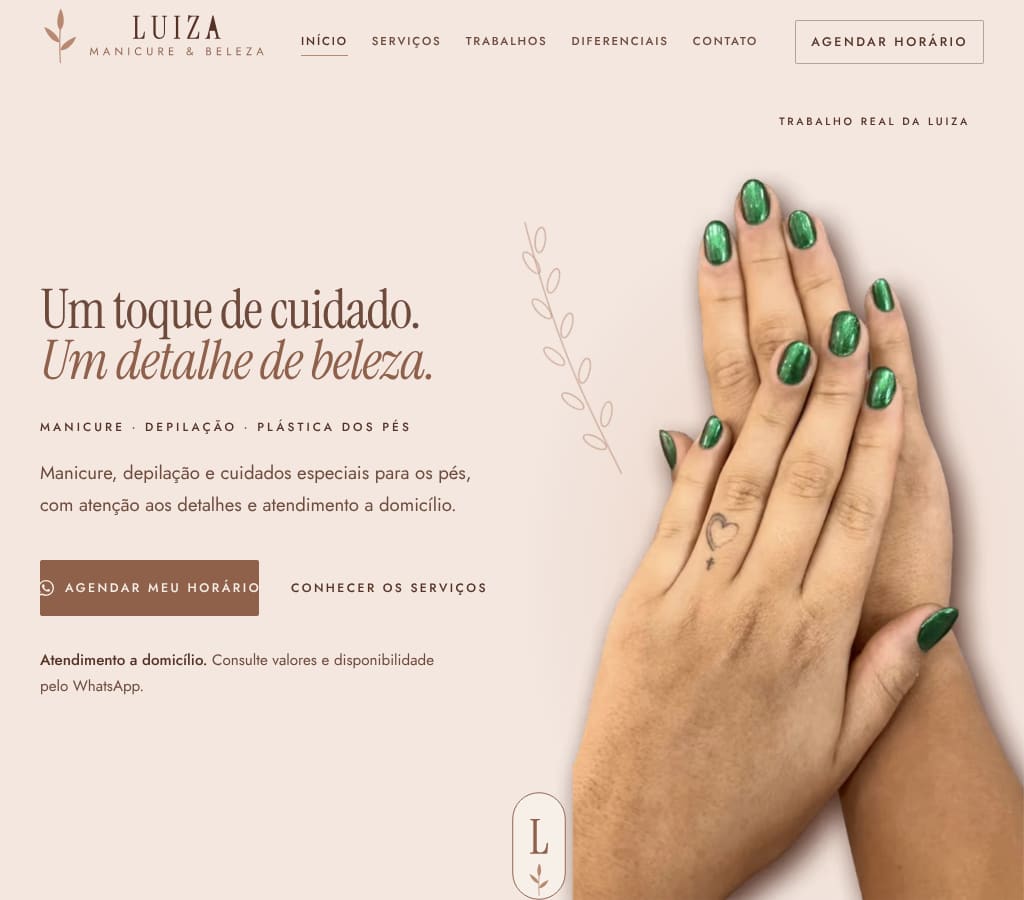 LUIZA
MANICURE & BELEZA
INÍCIO
SERVIÇOS
TRABALHOS
DIFERENCIAIS
CONTATO
AGENDAR HORÁRIO
TRABALHO REAL DA LUIZA
Um toque de cuidado.
Um detalhe de beleza.
MANICURE · DEPILAÇÃO · PLÁSTICA DOS PÉS
Manicure, depilação e cuidados especiais para os pés,
com atenção aos detalhes e atendimento a domicílio.
AGENDAR MEU HORÁRIO
CONHECER OS SERVIÇOS
Atendimento a domicílio. Consulte valores e disponibilidade
pelo WhatsApp.
L